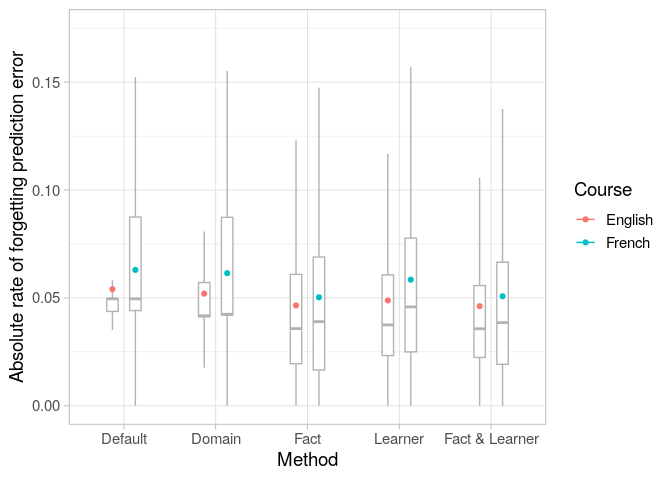 Absolute rate of forgetting prediction error
0.15
0.10
0.05
0.00
Default Domain Fact Learner Fact & Learner
Method
Course
English
French